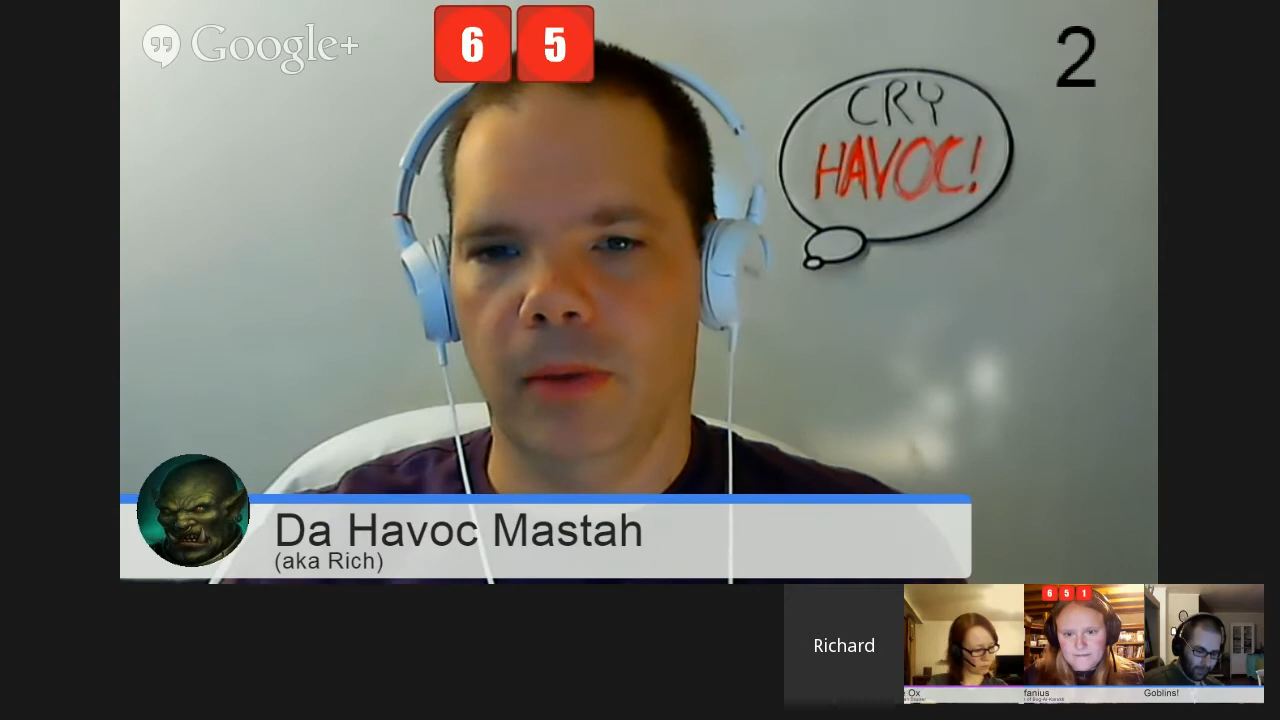 Google+
6 5
2
CRY
HAVOC!
Da Havoc Mastah
(aka Rich)
Richard
6 5 1
Ox
fanius
Goblins!